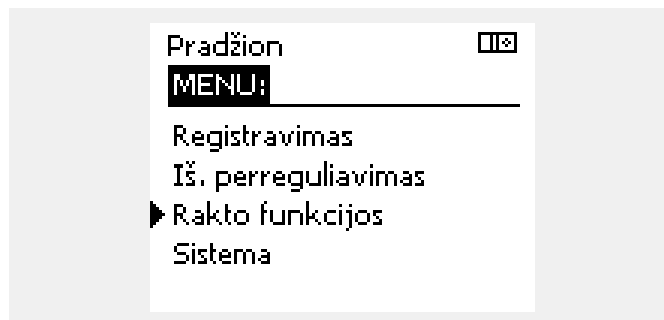 Pradžion
MENU:
Registravimas
Iš. perreguliavimas
Rakto funkcijos
Sistema